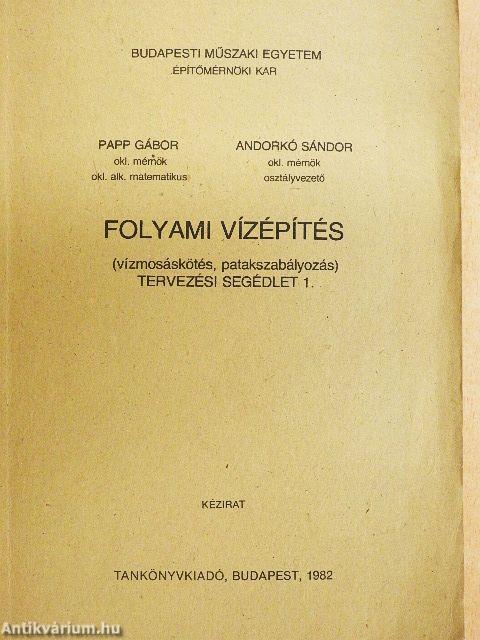 BUDAPESTI MŰSZAKI EGYETEM
ÉPÍTŐMÉRNÖKI KAR
PAPP GÁBOR
okl. mérnök
okl. alk. matematikus
ANDORKÓ SÁNDOR
okl. mérnök
osztályvezető
FOLYAMI VÍZÉPÍTÉS
(vízmosáskötés, patakszabályozás)
TERVEZÉSI SEGÉDLET 1.
KÉZIRAT
TANKÖNYVKIADÓ, BUDAPEST, 1982
Antikvárium.hu